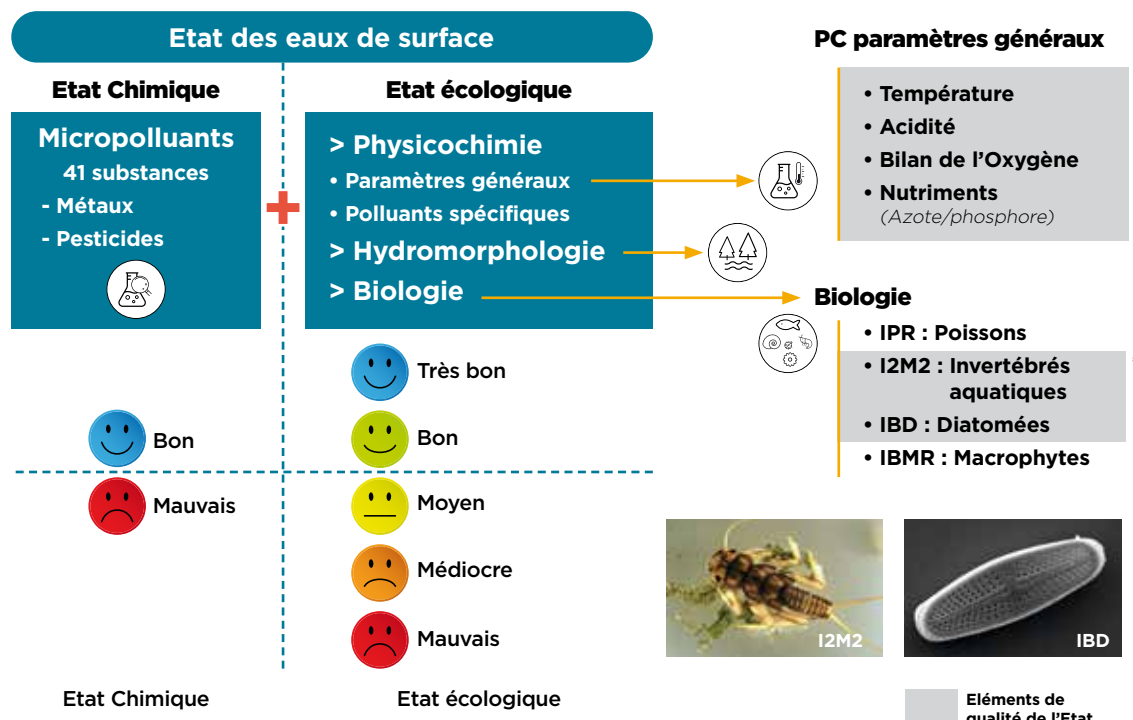 Etat des eaux de surface
Etat Chimique
Micropolluants
41 substances
- Métaux
- Pesticides
Etat écologique
> Physicochimie
• Paramètres généraux
• Polluants spécifiques
> Hydromorphologie
> Biologie
PC paramètres généraux
• Température
• Acidité
• Bilan de l’Oxygène
• Nutriments
(Azote/phosphore)
Biologie
• IPR : Poissons
• I2M2 : Invertébrés
aquatiques
• IBD : Diatomées
• IBMR : Macrophytes
Bon
Mauvais
Très bon
Bon
Moyen
Médiocre
Mauvais
I2M2
IBD
Etat Chimique
Etat écologique
Eléments de
qualité de l’Etat